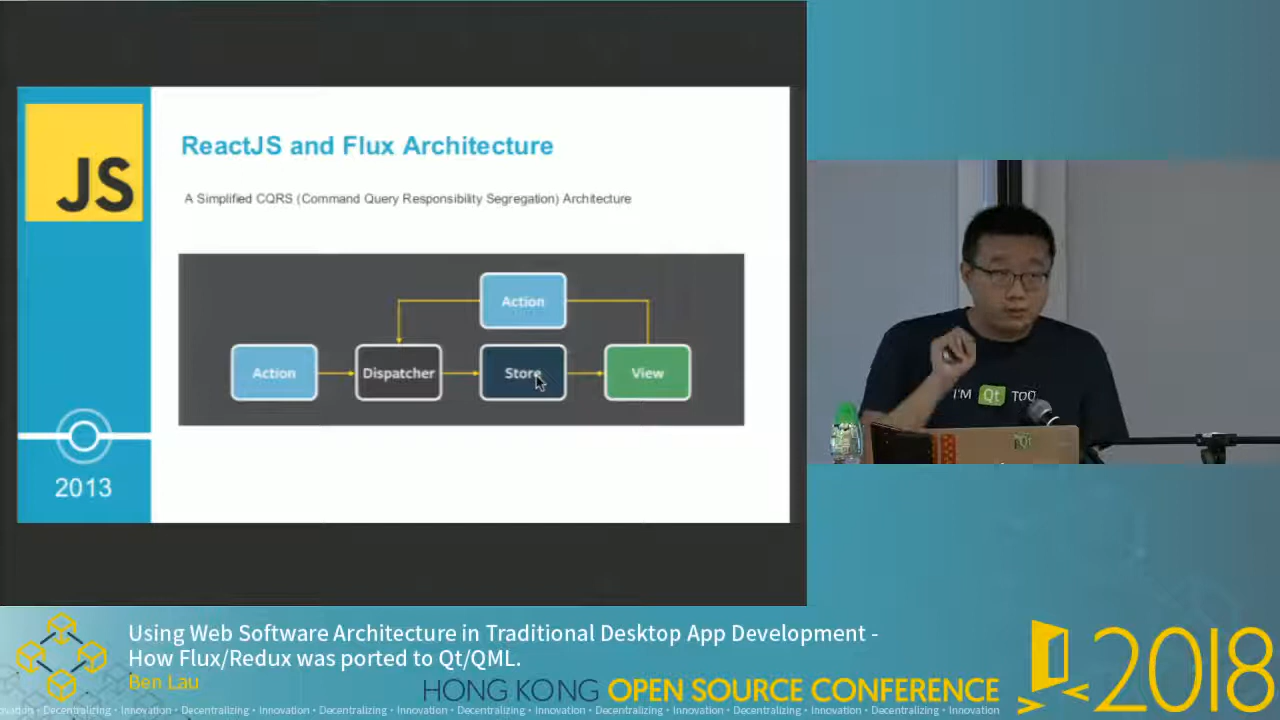 JS
ReactJS and Flux Architecture
A Simplified CQRS (Command Query Responsibility Segregation) Architecture
Action
Action
Dispatcher
Store
View
2013
I'M Qt TOO
Qt
Using Web Software Architecture in Traditional Desktop App Development -
How Flux/Redux was ported to Qt/QML.
Ben Lau
HONG KONG OPEN SOURCE CONFERENCE
2018
Innovation • Decentralizing • Innovation • Decentralizing • Innovation • Decentralizing • Innovation • Decentralizing • Innovation • Decentralizing • Innovation • Decentralizing • Innovation